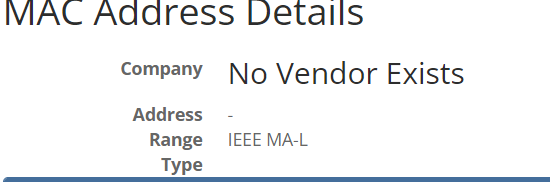 MAC Address Details
Company No Vendor Exists
Address -
Range IEEE MA-L
Type